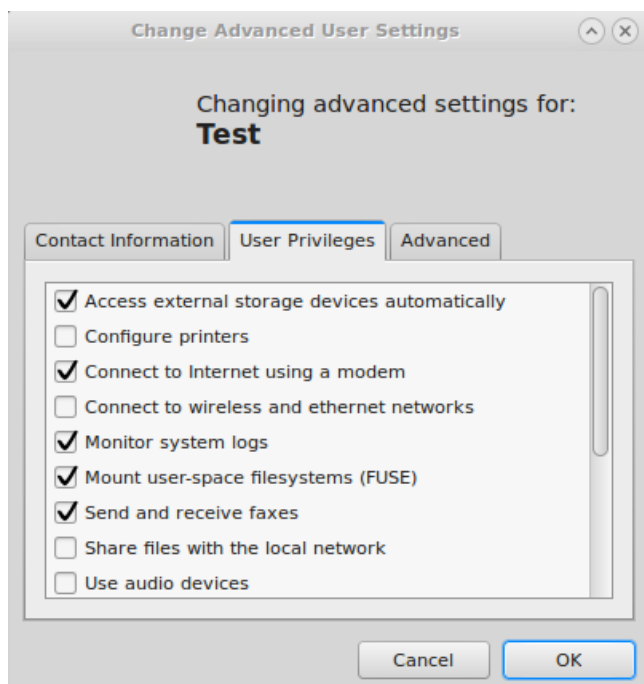 Change Advanced User Settings
Changing advanced settings for:
Test
Contact Information User Privileges Advanced
Access external storage devices automatically
Configure printers
Connect to Internet using a modem
Connect to wireless and ethernet networks
Monitor system logs
Mount user-space filesystems (FUSE)
Send and receive faxes
Share files with the local network
Use audio devices
Cancel OK